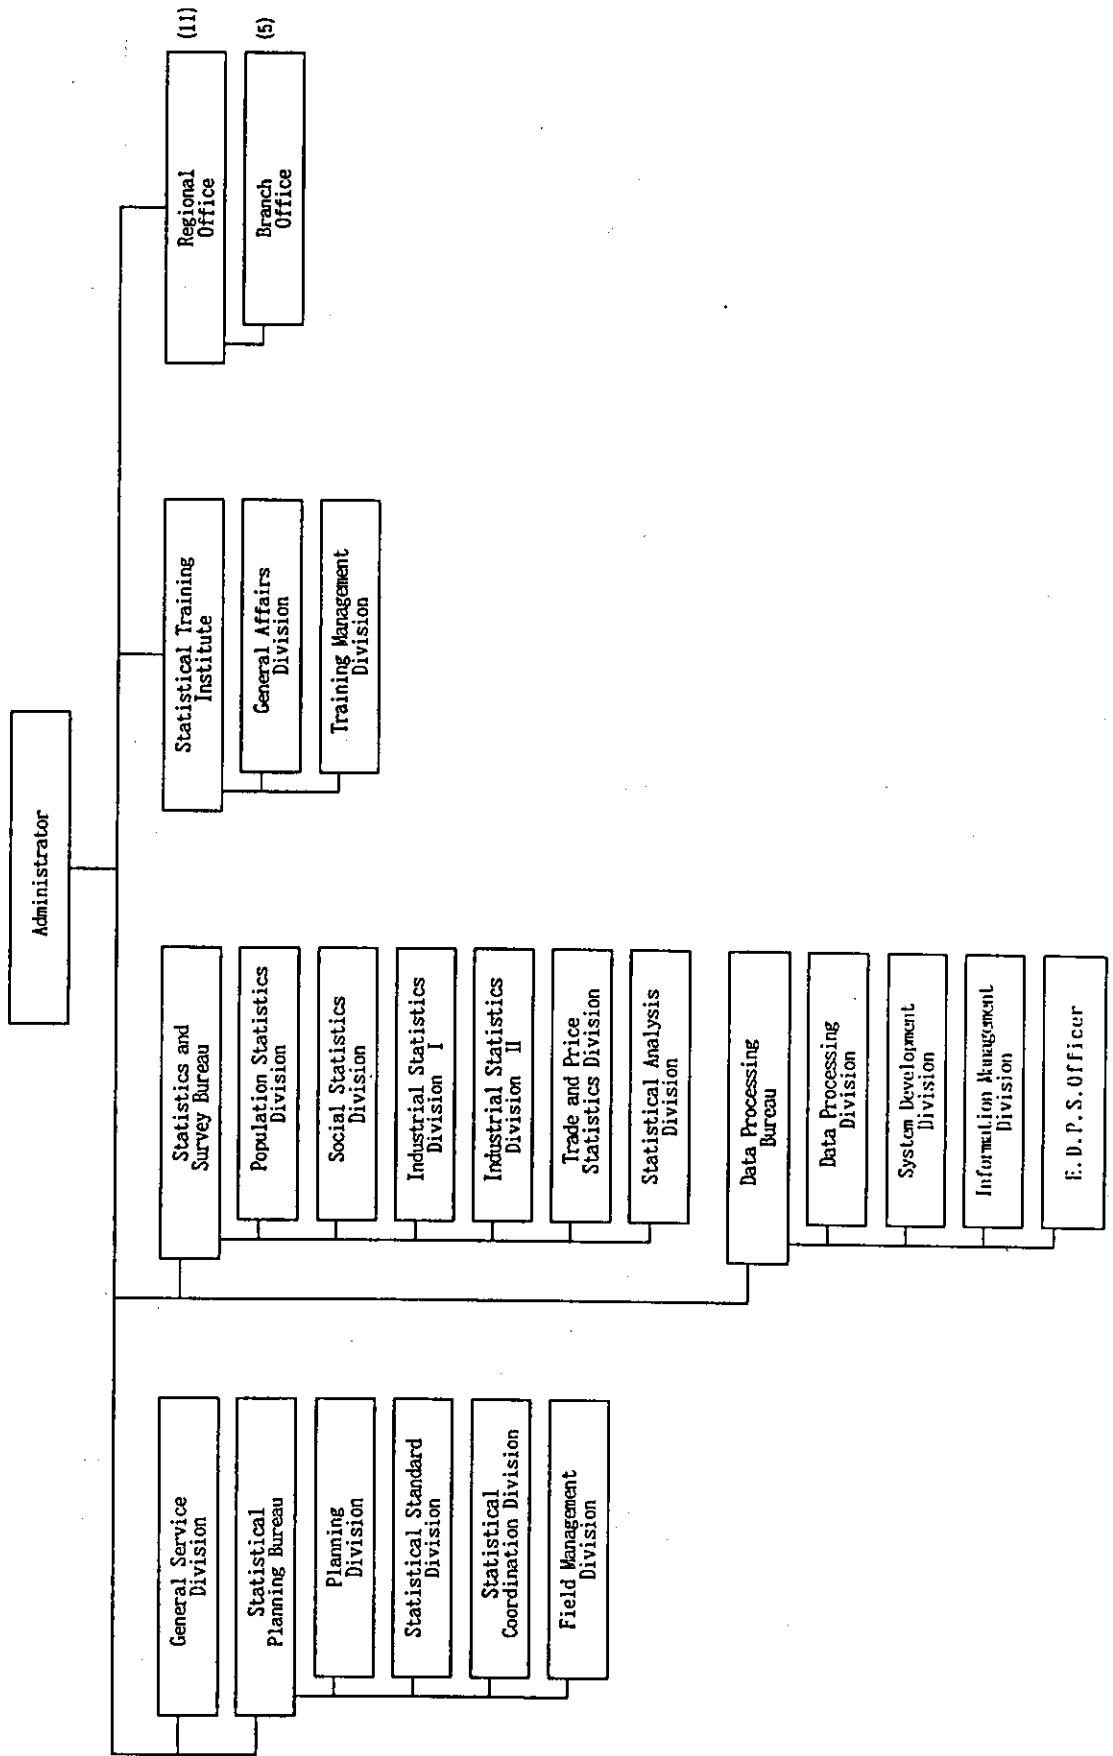 Administrator
General Service
Division
Statistical
Planning Bureau
Planning
Division
Statistical Standard
Division
Statistical
Coordination Division
Field Management
Division
Statistics and
Survey Bureau
Population Statistics
Division
Social Statistics
Division
Industrial Statistics
Division I
Industrial Statistics
Division II
Trade and Price
Statistics Division
Statistical Analysis
Division
Data Processing
Bureau
Data Processing
Division
System Development
Division
Information Management
Division
E.D.P.S.Officer
Statistical Training
Institute
General Affairs
Division
Training Management
Division
Regional
Office
(11)
Branch
Office
(5)